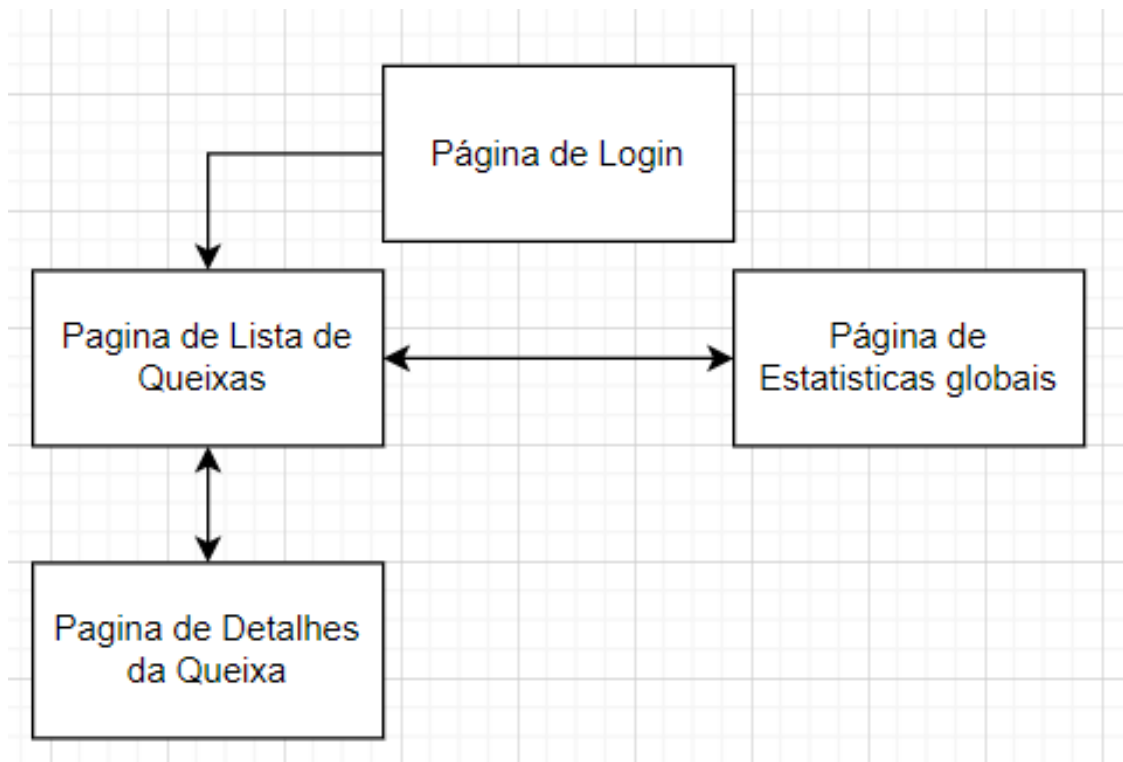 Página de Login
Pagina de Lista de
Queixas
Página de
Estatisticas globais
Pagina de Detalhes
da Queixa